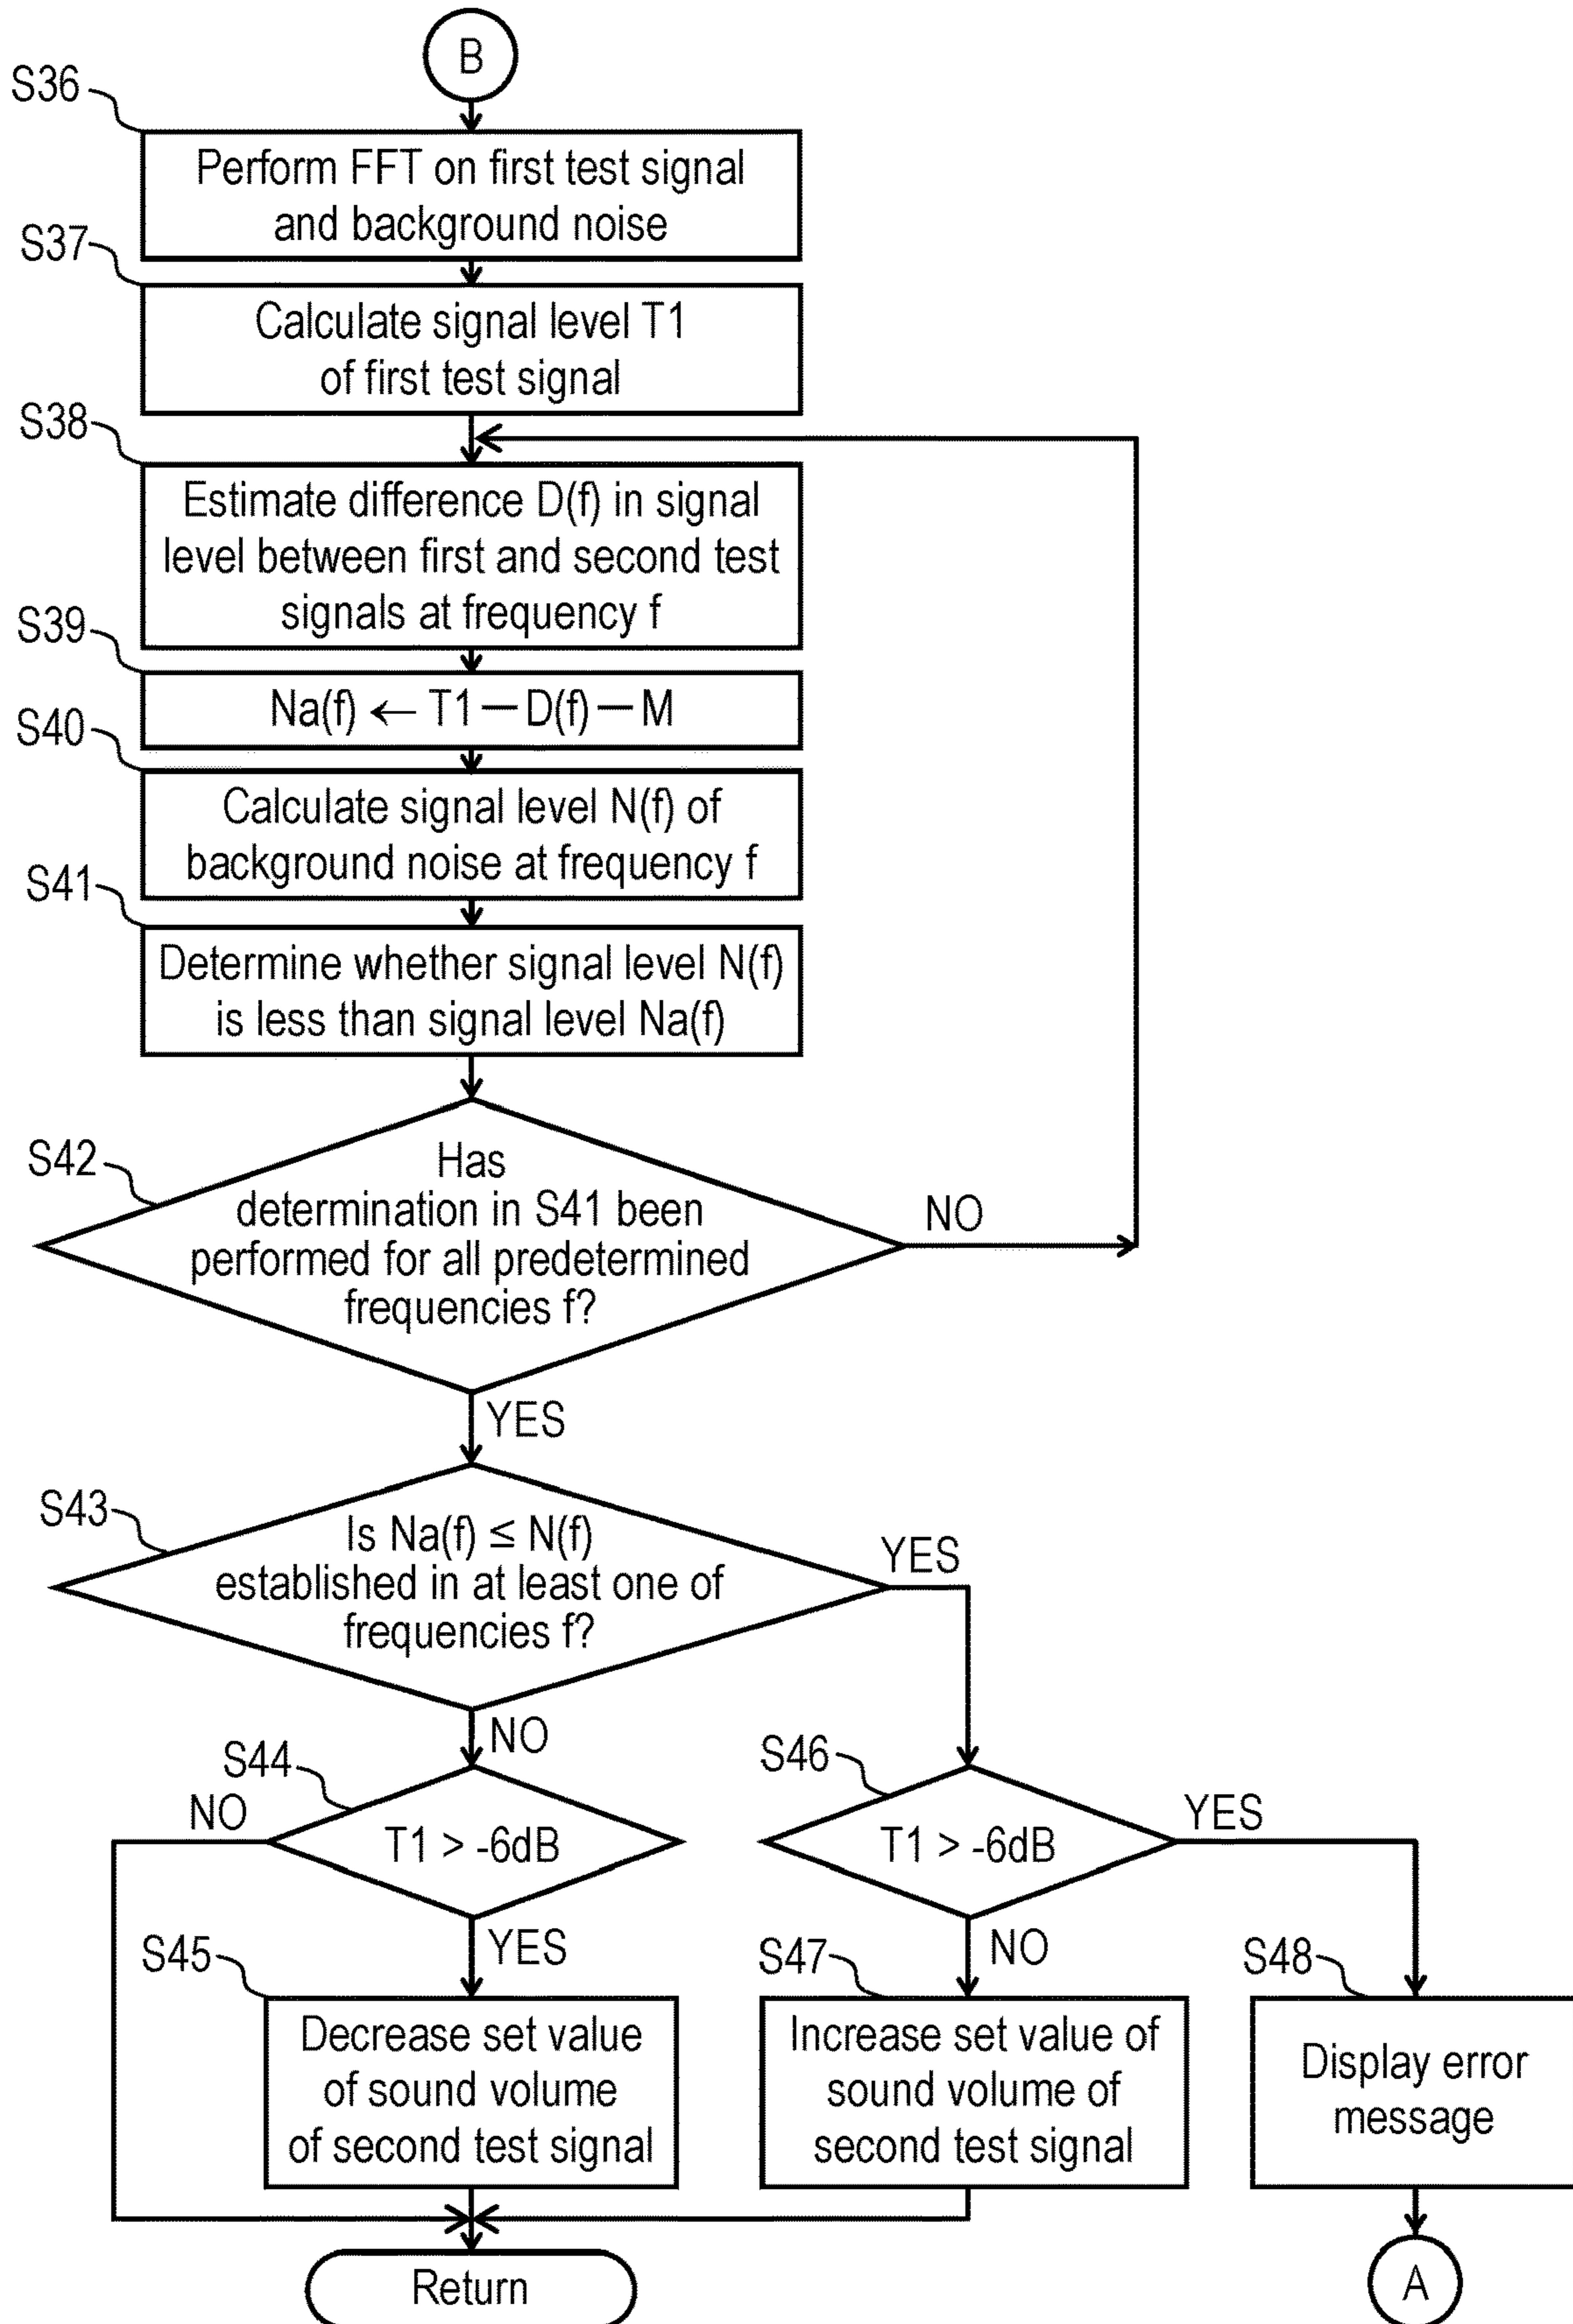 B
S36
Perform FFT on first test signal
and background noise
S37
Calculate signal level T1
of first test signal
S38
Estimate difference D(f) in signal
level between first and second test
signals at frequency f
S39
Na(f) ← T1 — D(f) — M
S40
Calculate signal level N(f) of
background noise at frequency f
S41
Determine whether signal level N(f)
is less than signal level Na(f)
S42
Has
determination in S41 been
performed for all predetermined
frequencies f?
NO
YES
S43
Is Na(f) ≤ N(f)
established in at least one of
frequencies f?
YES
NO
S44
NO
T1 > -6dB
YES
S46
T1 > -6dB
YES
NO
S45
Decrease set value
of sound volume
of second test signal
S47
Increase set value of
sound volume of
second test signal
S48
Display error
message
Return
A